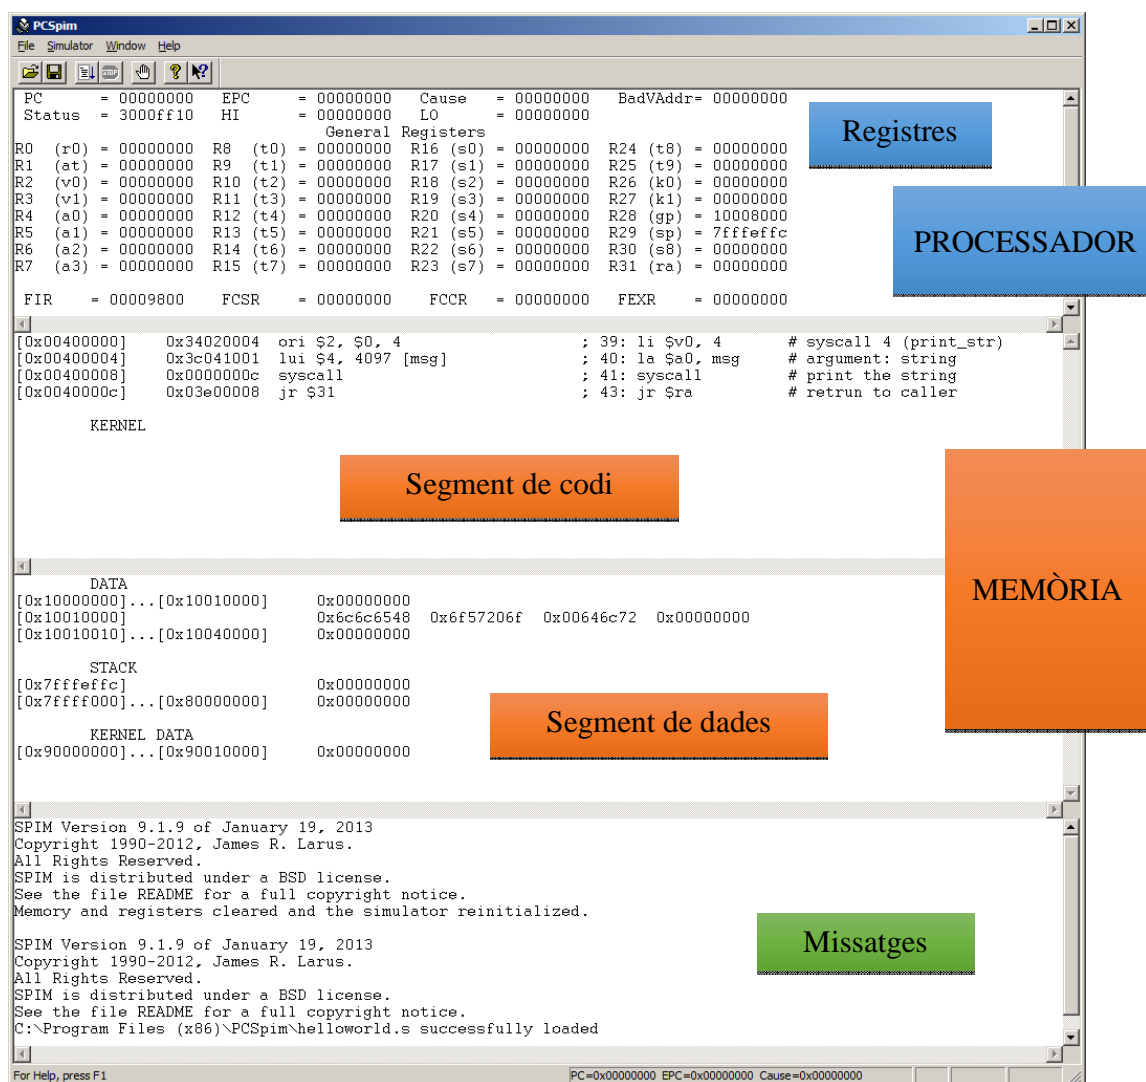 PCSpim
File Simulator Window Help
PC = 00000000 EPC = 00000000 Cause = 00000000 BadVAddr= 00000000
Status = 3000ff10 HI = 00000000 LO = 00000000
General Registers
R0 (r0) = 00000000 R8 (t0) = 00000000 R16 (s0) = 00000000 R24 (t8) = 00000000
R1 (at) = 00000000 R9 (t1) = 00000000 R17 (s1) = 00000000 R25 (t9) = 00000000
R2 (v0) = 00000000 R10 (t2) = 00000000 R18 (s2) = 00000000 R26 (k0) = 00000000
R3 (v1) = 00000000 R11 (t3) = 00000000 R19 (s3) = 00000000 R27 (k1) = 00000000
R4 (a0) = 00000000 R12 (t4) = 00000000 R20 (s4) = 00000000 R28 (gp) = 10008000
R5 (a1) = 00000000 R13 (t5) = 00000000 R21 (s5) = 00000000 R29 (sp) = 7fffeffc
R6 (a2) = 00000000 R14 (t6) = 00000000 R22 (s6) = 00000000 R30 (s8) = 00000000
R7 (a3) = 00000000 R15 (t7) = 00000000 R23 (s7) = 00000000 R31 (ra) = 00000000
FIR = 00009800 FCSR = 00000000 FCCR = 00000000 FEXR = 00000000
Registres
PROCESSADOR
[0x00400000] 0x34020004 ori $2, $0, 4 ; 39: li $v0, 4 # syscall 4 (print_str)
[0x00400004] 0x3c041001 lui $4, 4097 [msg] ; 40: la $a0, msg # argument: string
[0x00400008] 0x0000000c syscall ; 41: syscall # print the string
[0x0040000c] 0x03e00008 jr $31 ; 43: jr $ra # retrun to caller
KERNEL
Segment de codi
MEMÒRIA
DATA
[0x10000000]...[0x10010000] 0x00000000
[0x10010000] 0x6c6c6548 0x6f57206f 0x00646c72 0x00000000
[0x10010010]...[0x10040000] 0x00000000
STACK
[0x7fffeffc] 0x00000000
[0x7ffff000]...[0x80000000] 0x00000000
KERNEL DATA
[0x90000000]...[0x90010000] 0x00000000
Segment de dades
SPIM Version 9.1.9 of January 19, 2013
Copyright 1990-2012, James R. Larus.
All Rights Reserved.
SPIM is distributed under a BSD license.
See the file README for a full copyright notice.
Memory and registers cleared and the simulator reinitialized.
SPIM Version 9.1.9 of January 19, 2013
Copyright 1990-2012, James R. Larus.
All Rights Reserved.
SPIM is distributed under a BSD license.
See the file README for a full copyright notice.
C:\Program Files (x86)\PCSpim\helloworld.s successfully loaded
Missatges
For Help, press F1 PC=0x00000000 EPC=0x00000000 Cause=0x00000000